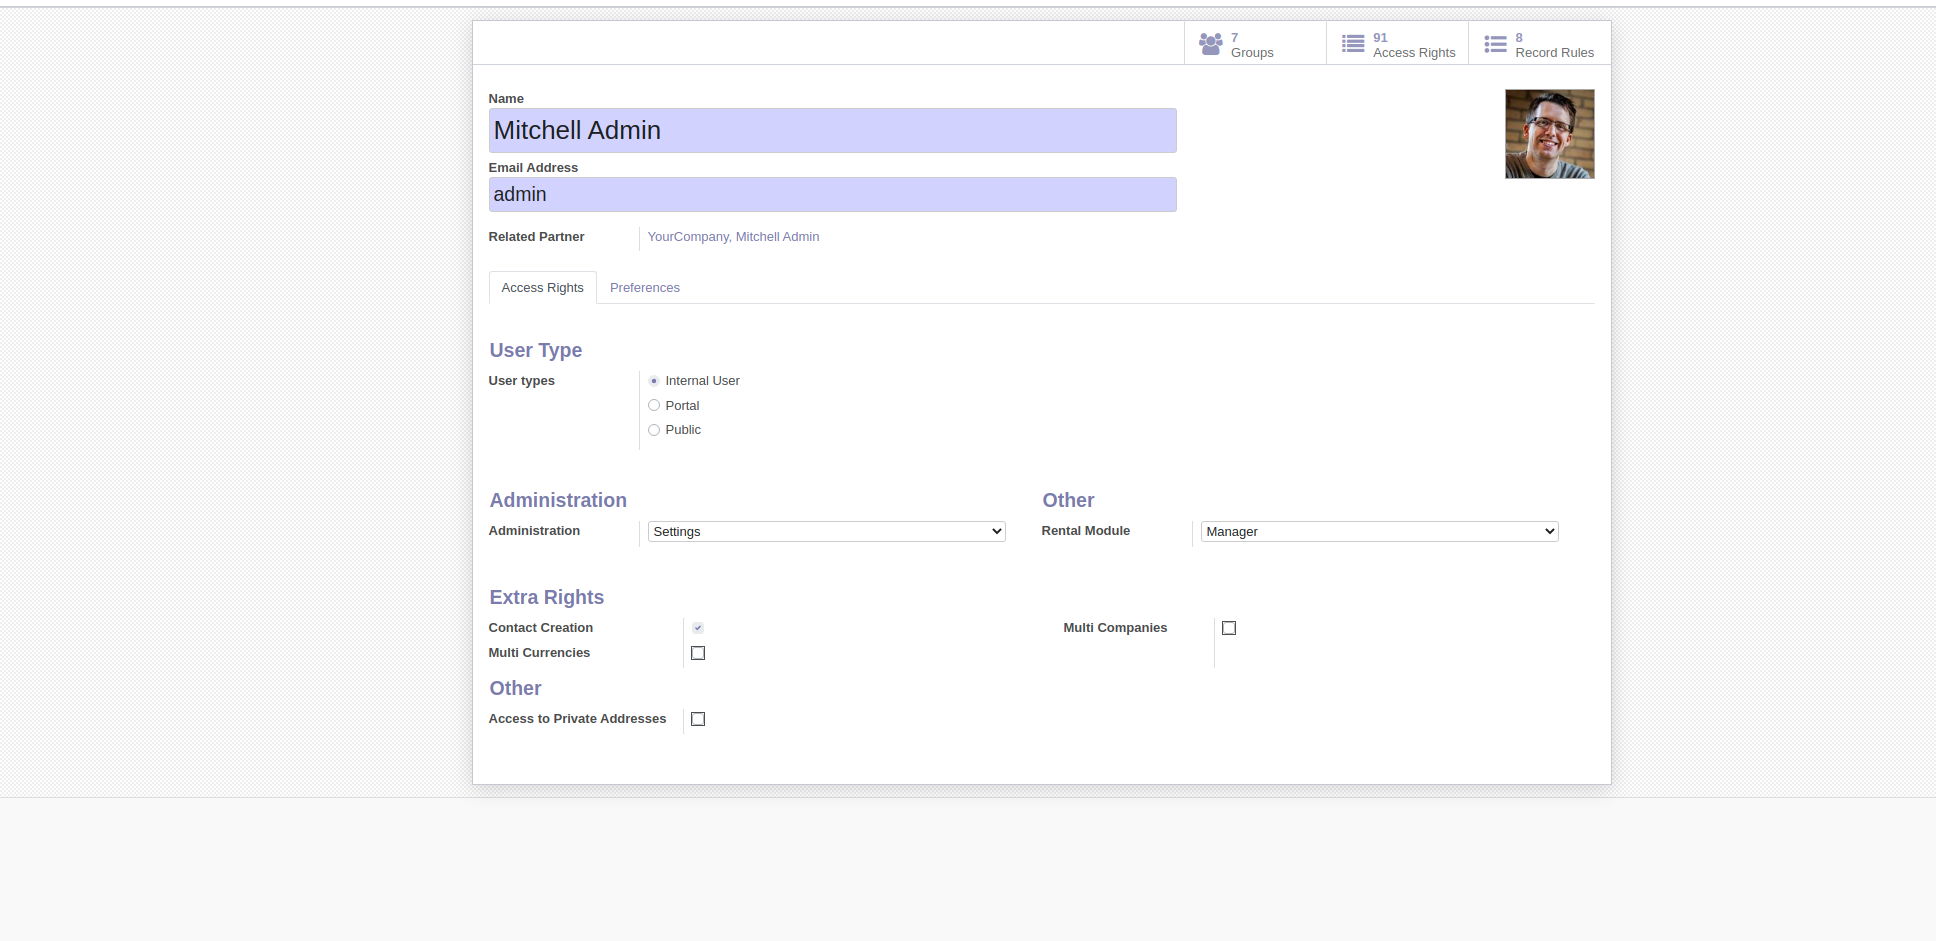 7
Groups
91
Access Rights
8
Record Rules
Name
Mitchell Admin
Email Address
admin
Related Partner
YourCompany, Mitchell Admin
Access Rights
Preferences
User Type
User types
Internal User
Portal
Public
Administration
Administration
Settings
Other
Rental Module
Manager
Extra Rights
Contact Creation
Multi Companies
Multi Currencies
Other
Access to Private Addresses